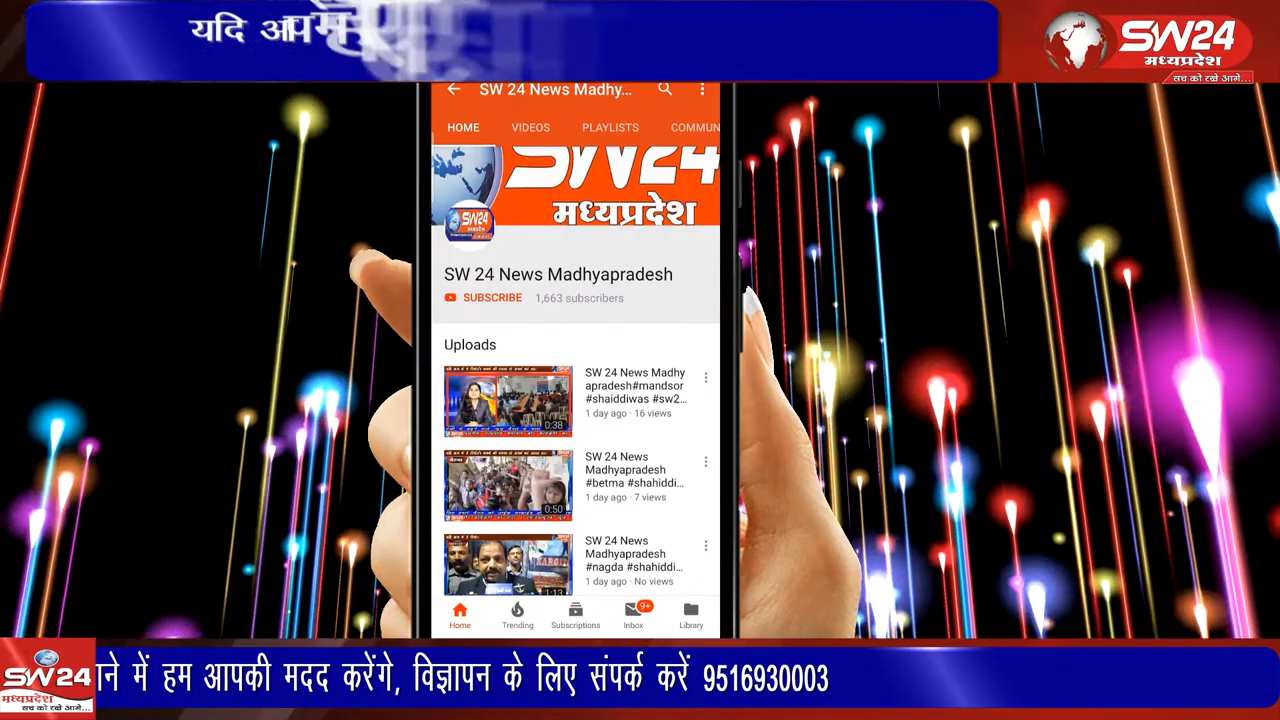 यदि आप
SW24
मध्यप्रदेश
सच को रखे आगे...
SW 24 News Madhy...
HOME VIDEOS PLAYLISTS COMMUN
SW24
मध्यप्रदेश
SW24
SW 24 News Madhyapradesh
SUBSCRIBE 1,663 subscribers
Uploads
SW 24 News Madhy
apradesh#mandsor
#shaiddiwas #sw2...
1 day ago · 16 views
0:38
SW 24 News
Madhyapradesh
#betma #shahiddi...
1 day ago · 7 views
0:50
SW 24 News
Madhyapradesh
#nagda #shahiddi...
1 day ago · No views
1:13
9+
Home Trending Subscriptions Inbox Library
SW24
मध्यप्रदेश
सच को रखे आगे...
ाने में हम आपकी मदद करेंगे, विज्ञापन के लिए संपर्क करें 9516930003